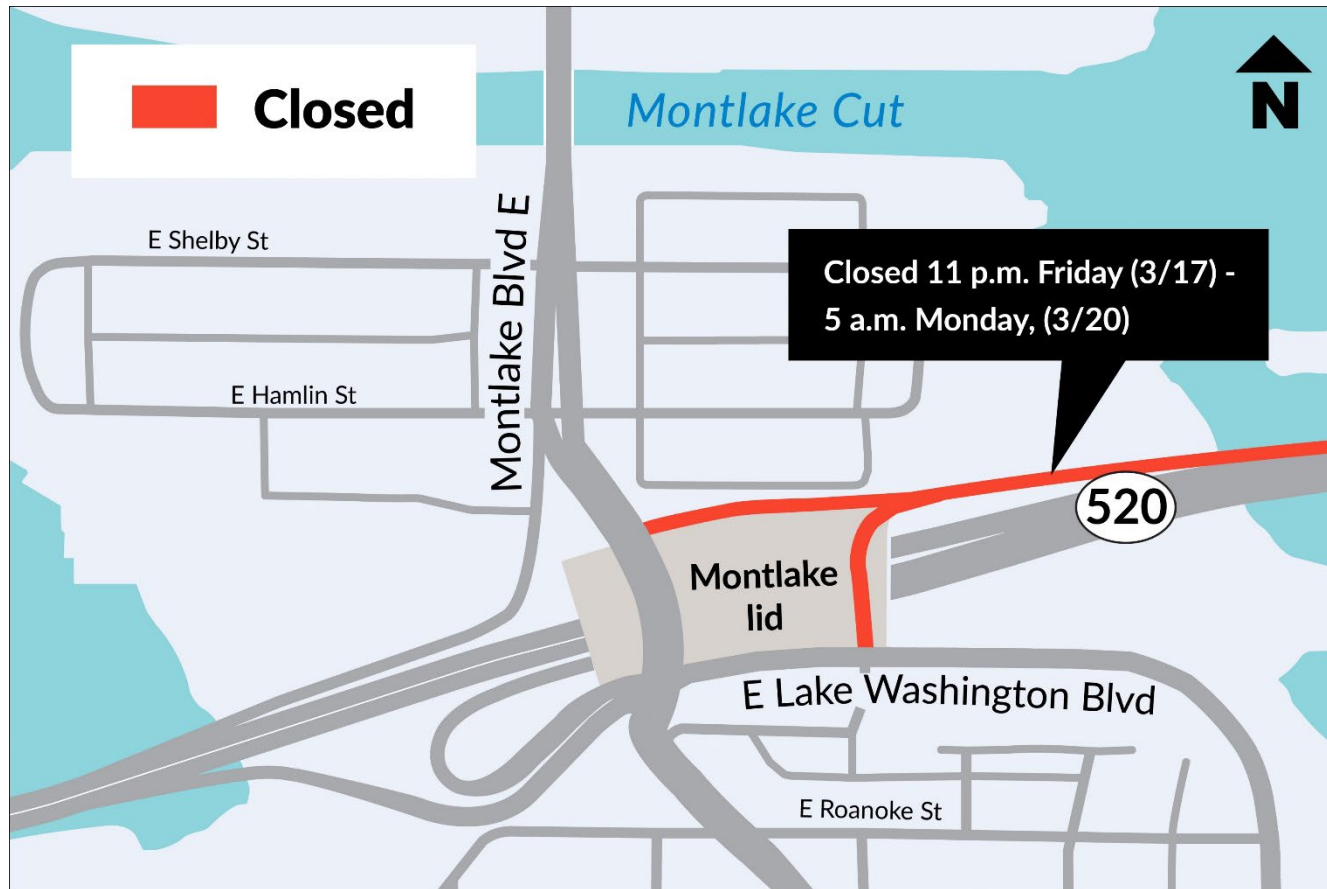 Closed
Montlake Cut
N
Montlake Blvd E
E Shelby St
Closed 11 p.m. Friday (3/17) -
5 a.m. Monday, (3/20)
E Hamlin St
520
Montlake
lid
E Lake Washington Blvd
E Roanoke St